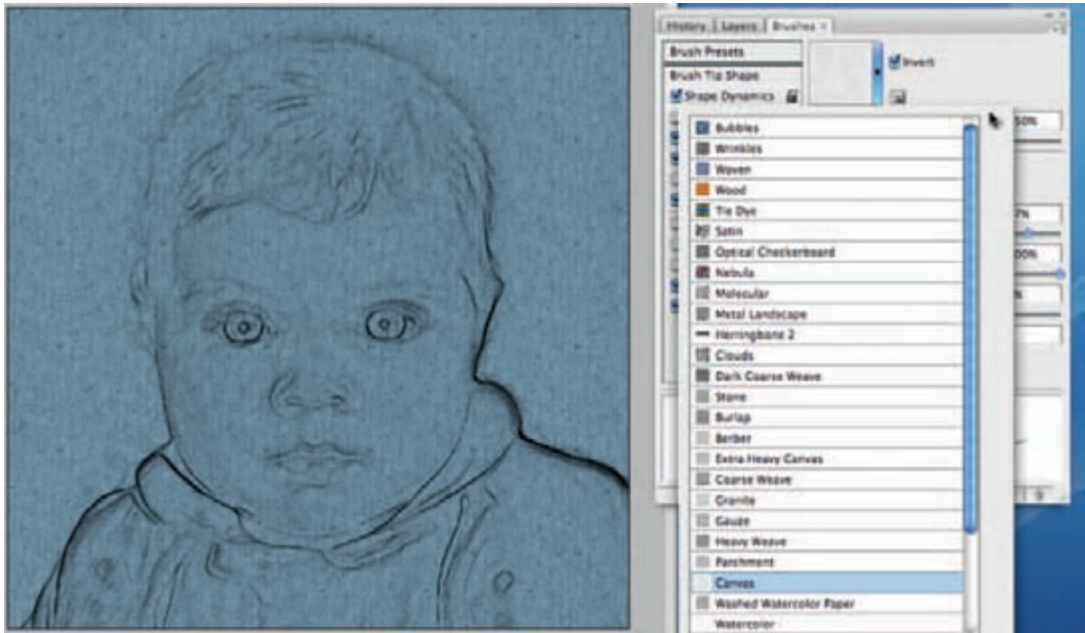 History Layers Brushes ×
Brush Presets
Invert
Brush Tip Shape
Shape Dynamics
50%
Bubbles
Wrinkles
Woven
Wood
Tie Dye
Satin
Optical Checkerboard
Nebula
Molecular
Metal Landscape
Herringbone 2
Clouds
Dark Coarse Weave
Stone
Burlap
Berber
Extra Heavy Canvas
Coarse Weave
Granite
Gauze
Heavy Weave
Parchment
Canvas
Washed Watercolor Paper
Watercolor